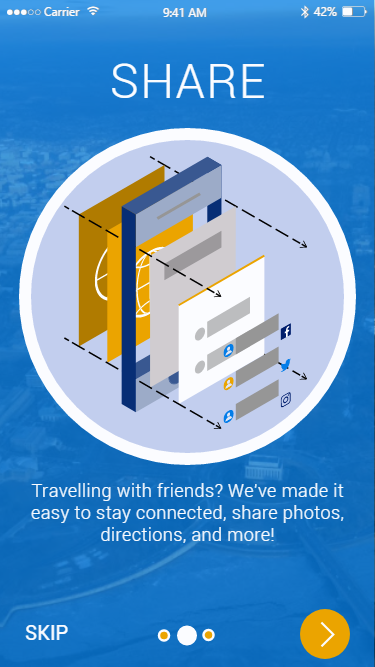 Carrier 9:41 AM 42%
SHARE
Travelling with friends? We've made it
easy to stay connected, share photos,
directions, and more!
SKIP